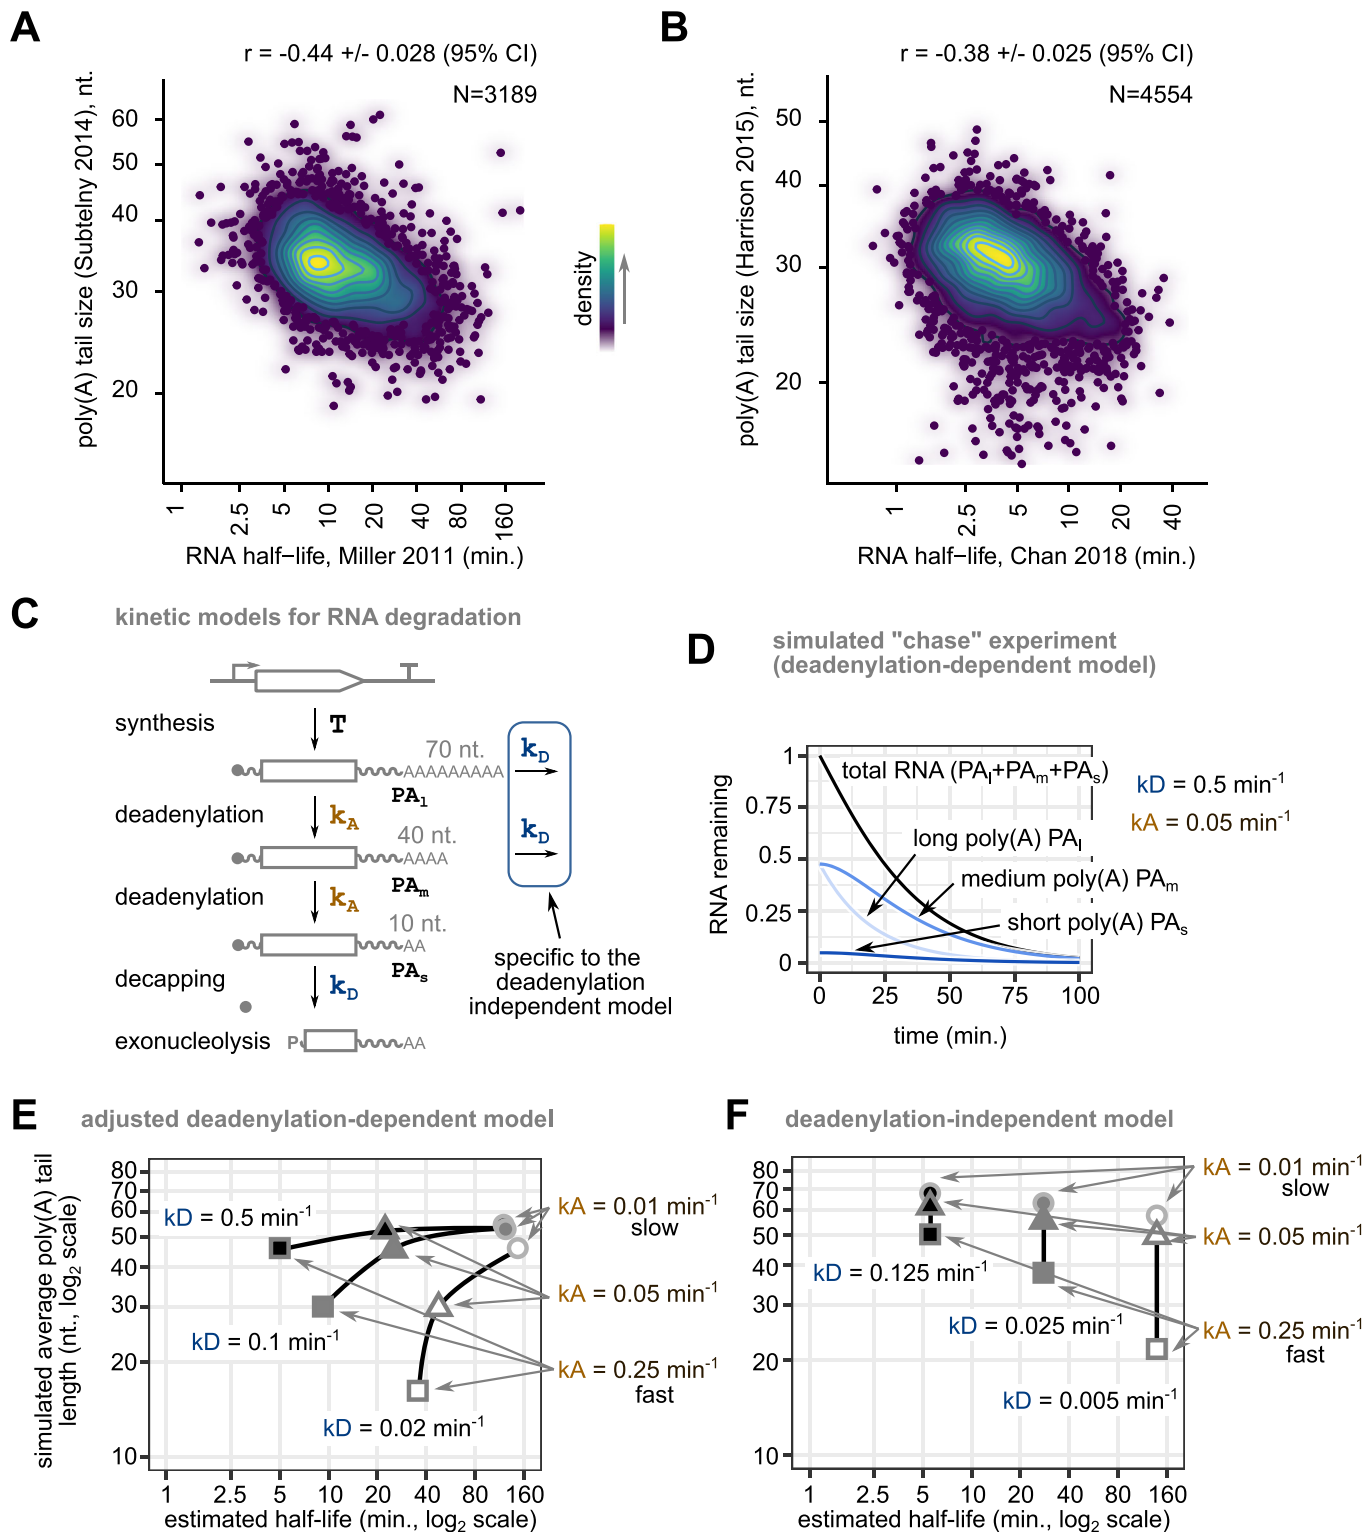 A
r = -0.44 +/- 0.028 (95% CI)
N=3189
poly(A) tail size (Subtelny 2014), nt.
60
50
40
30
20
1
2.5
5
10
20
40
80
160
RNA half−life, Miller 2011 (min.)
density
B
r = -0.38 +/- 0.025 (95% CI)
N=4554
poly(A) tail size (Harrison 2015), nt.
50
40
30
20
1
2.5
5
10
20
40
RNA half−life, Chan 2018 (min.)
C
kinetic models for RNA degradation
synthesis
T
70 nt.
AAAAAAAAA
PAl
kD
deadenylation
kA
40 nt.
AAAA
PAm
kD
deadenylation
kA
10 nt.
AA
PAs
decapping
kD
exonucleolysis
P
AA
specific to the
deadenylation
independent model
D
simulated "chase" experiment
(deadenylation-dependent model)
RNA remaining
1
0.75
0.5
0.25
0
total RNA (PAl+PAm+PAs)
long poly(A) PAl
medium poly(A) PAm
short poly(A) PAs
0
25
50
75
100
time (min.)
kD = 0.5 min-1
kA = 0.05 min-1
E
adjusted deadenylation-dependent model
simulated average poly(A) tail
length (nt., log2 scale)
80
70
60
50
40
30
20
10
kD = 0.5 min-1
kD = 0.1 min-1
kD = 0.02 min-1
kA = 0.01 min-1
slow
kA = 0.05 min-1
kA = 0.25 min-1
fast
1
2.5
5
10
20
40
80
160
estimated half-life (min., log2 scale)
F
deadenylation-independent model
80
70
60
50
40
30
20
10
kD = 0.125 min-1
kD = 0.025 min-1
kD = 0.005 min-1
kA = 0.01 min-1
slow
kA = 0.05 min-1
kA = 0.25 min-1
fast
1
2.5
5
10
20
40
80
160
estimated half-life (min., log2 scale)